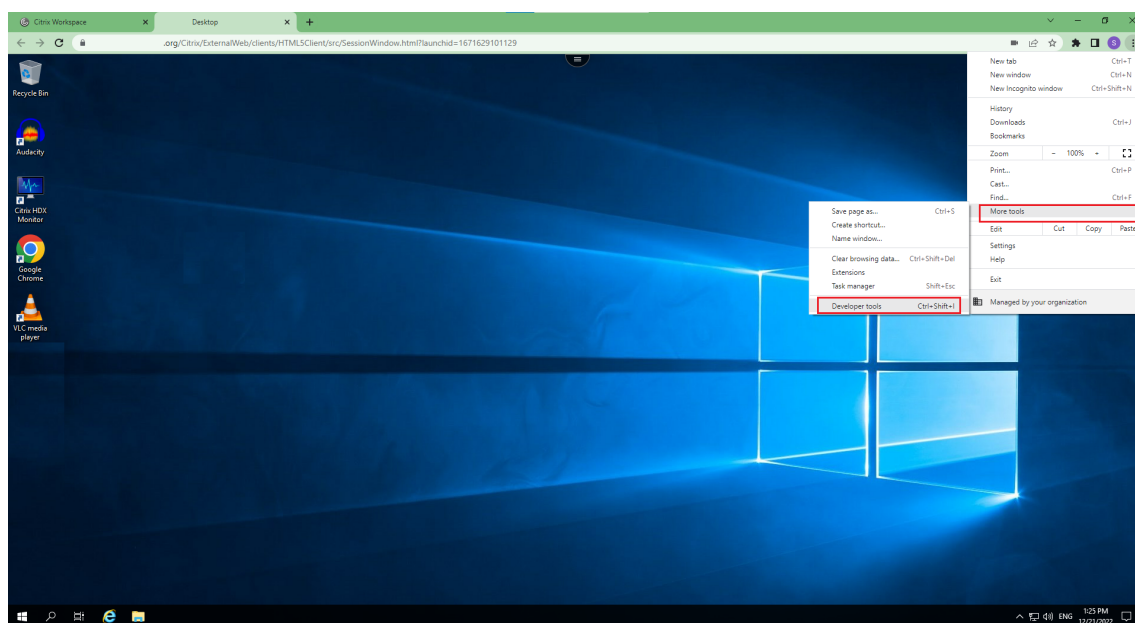 Citrix Workspace
Desktop
.org/Citrix/ExternalWeb/clients/HTML5Client/src/SessionWindow.html?launchid=1671629101129
S
Recycle Bin
Audacity
Citrix HDX
Monitor
Google
Chrome
VLC media
player
New tab Ctrl+T
New window Ctrl+N
New Incognito window Ctrl+Shift+N
History
Downloads Ctrl+J
Bookmarks
Zoom - 100% +
Print... Ctrl+P
Cast...
Find... Ctrl+F
More tools
Edit Cut Copy Paste
Settings
Help
Exit
Managed by your organization
Save page as... Ctrl+S
Create shortcut...
Name window...
Clear browsing data... Ctrl+Shift+Del
Extensions
Task manager Shift+Esc
Developer tools Ctrl+Shift+I
ENG
1:25 PM
12/21/2022